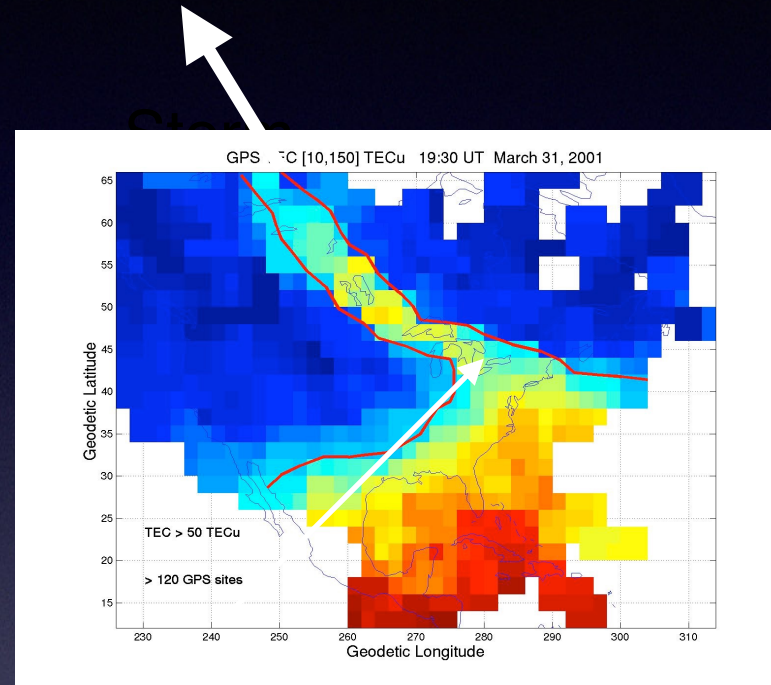 GPS C [10,150] TECu 19:30 UT March 31, 2001
Geodetic Latitude
65
60
55
50
45
40
35
30
25
20
15
TEC > 50 TECu
> 120 GPS sites
230 240 250 260 270 280 290 300 310
Geodetic Longitude